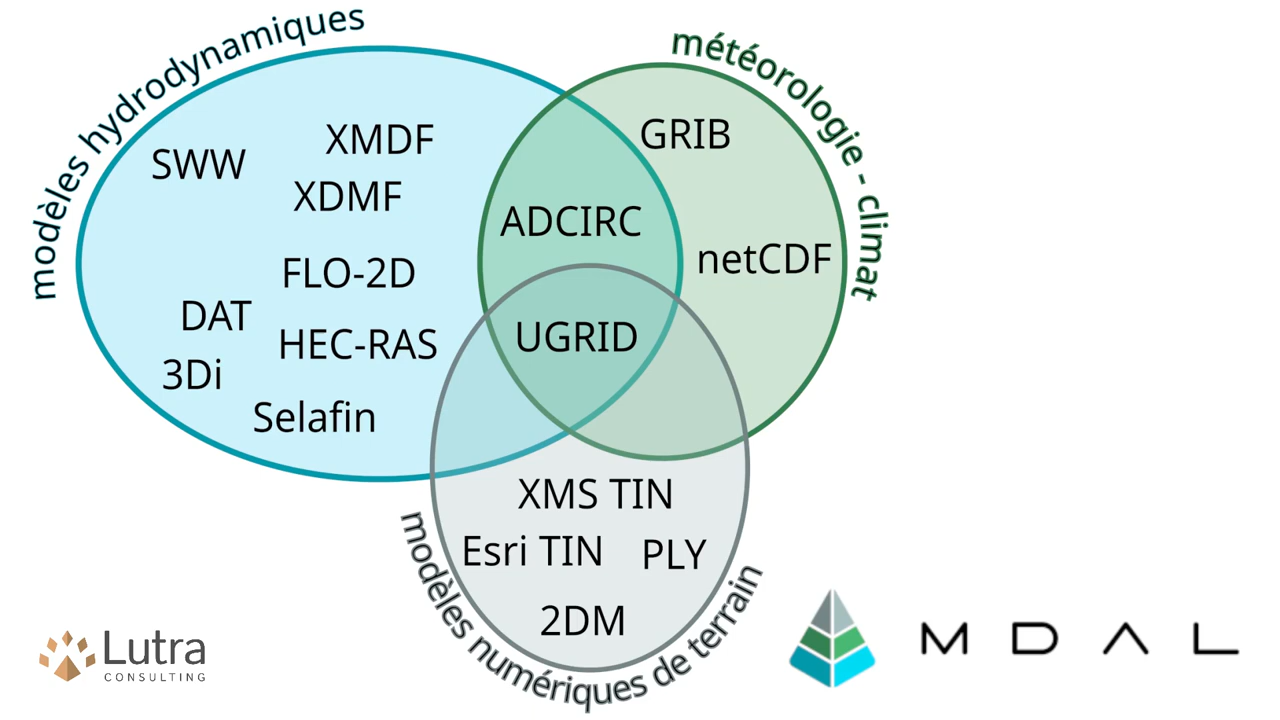 modèles hydrodynamiques
météorologie - climat
XMDF
SWW
XDMF
FLO-2D
DAT
HEC-RAS
3Di
Selafin
GRIB
ADCIRC
netCDF
UGRID
XMS TIN
Esri TIN
PLY
2DM
modèles numériques de terrain
Lutra
CONSULTING
MDAL